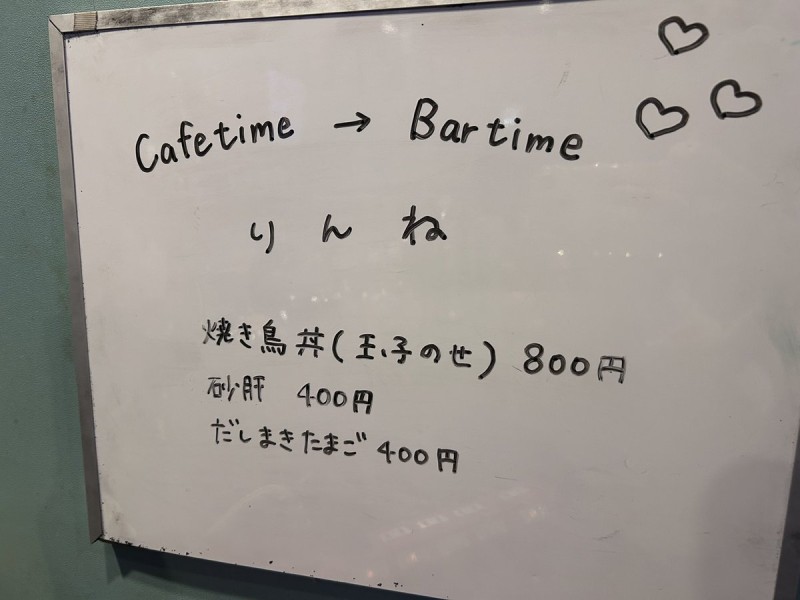 Cafetime → Bartime
りんね
焼き鳥丼(玉子のせ) 800円
砂肝 400円
だしまきたまご 400円